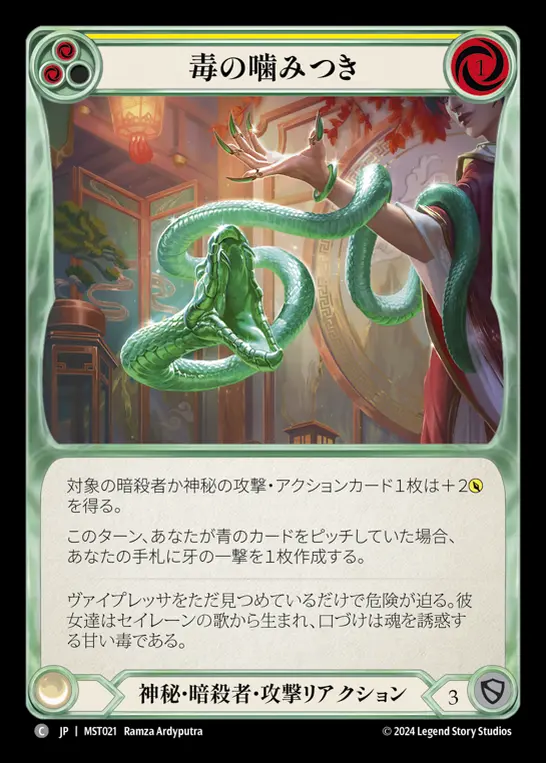 毒の噛みつき
1
対象の暗殺者か神秘の攻撃・アクションカード1枚は+2
を得る。
このターン、あなたが青のカードをピッチしていた場合、
あなたの手札に牙の一撃を1枚作成する。
ヴァイプレッサをただ見つめているだけで危険が迫る。彼
女達はセイレーンの歌から生まれ、口づけは魂を誘惑す
る甘い毒である。
神秘・暗殺者・攻撃リアクション
3
C JP | MST021 Ramza Ardyputra
© 2024 Legend Story Studios